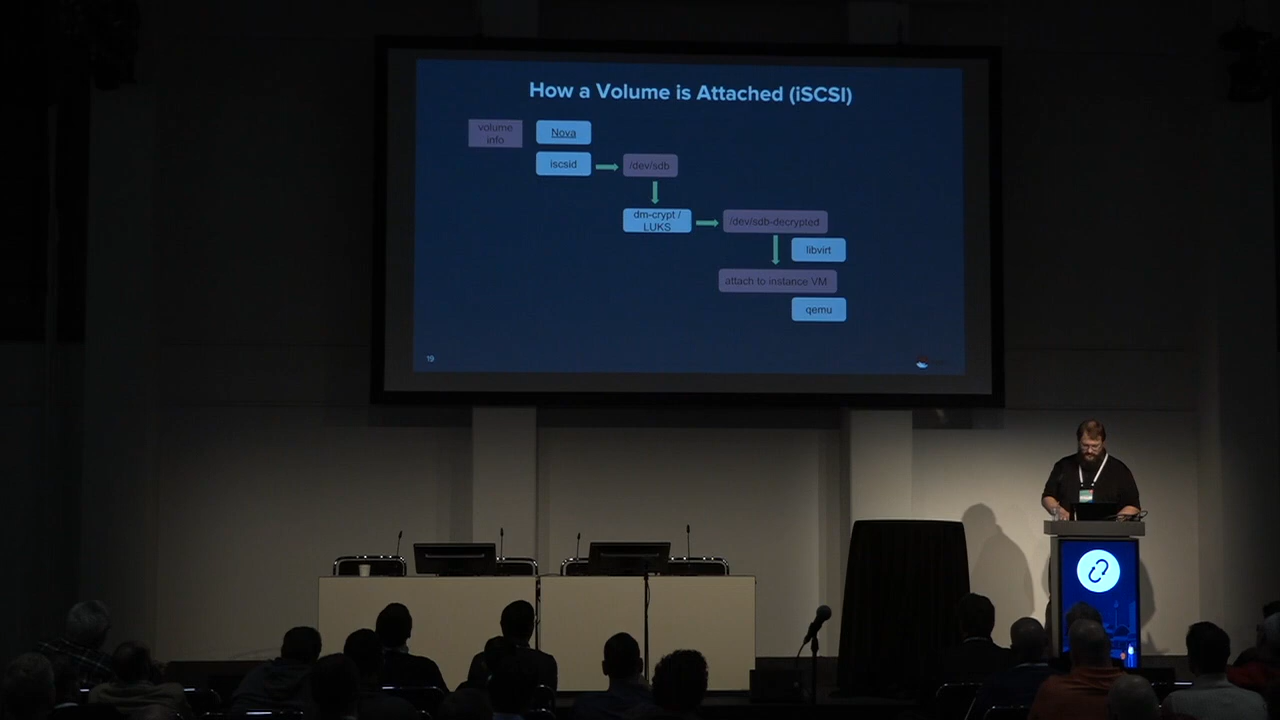 How a Volume is Attached (iSCSI)
volume
info
Nova
iscsid
/dev/sdb
dm-crypt /
LUKS
/dev/sdb-decrypted
libvirt
attach to instance VM
qemu
19